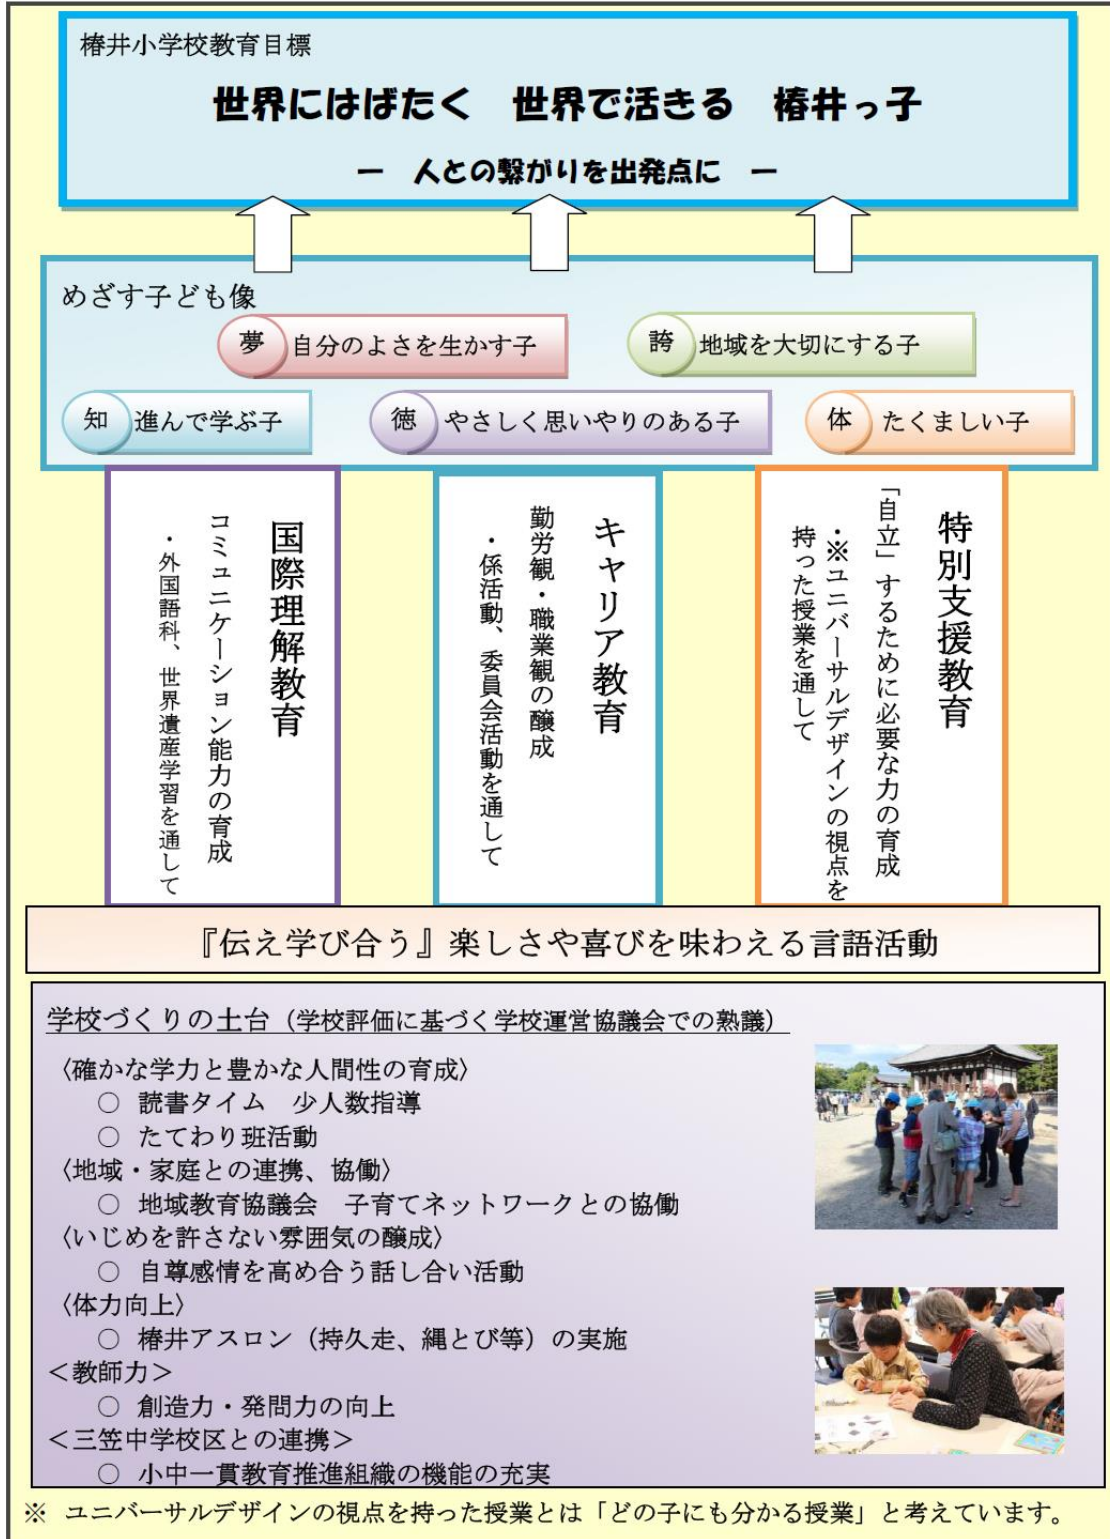 椿井小学校教育目標
世界にはばたく　世界で活きる　椿井っ子
－　人との繋がりを出発点に　－
めざす子ども像
夢 自分のよさを生かす子
誇 地域を大切にする子
知 進んで学ぶ子
徳 やさしく思いやりのある子
体 たくましい子
国際理解教育
コミュニケーション能力の育成
・外国語科、世界遺産学習を通して
キャリア教育
勤労観・職業観の醸成
・係活動、委員会活動を通して
特別支援教育
「自立」するために必要な力の育成
・※ユニバーサルデザインの視点を
持った授業を通して
『伝え学び合う』楽しさや喜びを味わえる言語活動
学校づくりの土台（学校評価に基づく学校運営協議会での熟議）
〈確かな学力と豊かな人間性の育成〉
○　読書タイム　少人数指導
○　たてわり班活動
〈地域・家庭との連携、協働〉
○　地域教育協議会　子育てネットワークとの協働
〈いじめを許さない雰囲気の醸成〉
○　自尊感情を高め合う話し合い活動
〈体力向上〉
○　椿井アスロン（持久走、縄とび等）の実施
＜教師力＞
○　創造力・発問力の向上
＜三笠中学校区との連携＞
○　小中一貫教育推進組織の機能の充実
※　ユニバーサルデザインの視点を持った授業とは「どの子にも分かる授業」と考えています。